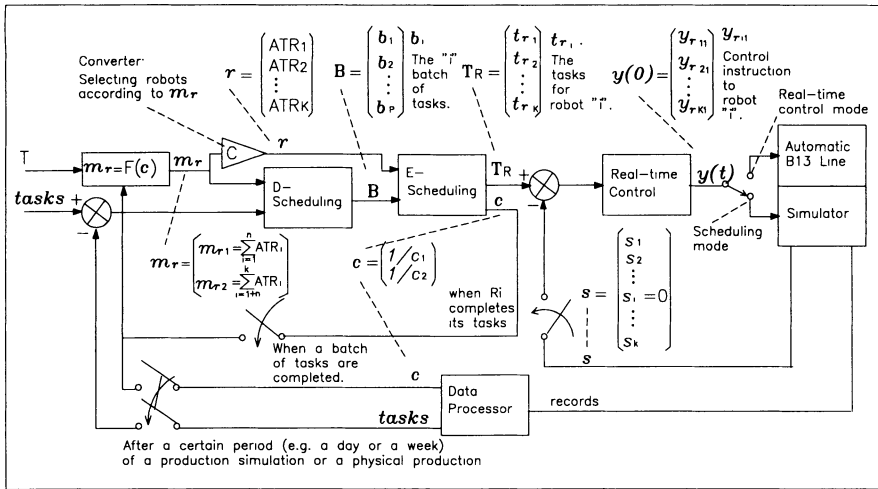 Converter:
Selecting robots
according to m_r
r = (ATR₁ ATR₂ ⋮ ATRK)
B = (b₁ b₂ ⋮ b_P) b_i
The "i"
batch
of
tasks.
T_R = (t_r₁ t_r₂ ⋮ t_rK) t_r_i
The
tasks
for
robot "i".
y(0) = (y_r11 y_r21 ⋮ y_rK1) y_ri1
Control
instruction
to
robot
"i".
Real-time
control mode
T
m_r=F(c)
m_r
C
r
D-
Scheduling
B
E-
Scheduling
T_R
c
+
−
Real-time
Control
y(t)
Automatic
B13 Line
Simulator
Scheduling
mode
tasks
+
−
m_r = (m_r1 = Σ_{i=1}^{n} ATR_i m_r2 = Σ_{i=1+n}^{k} ATR_i)
c = (1/c₁ 1/c₂)
when Ri
completes
its tasks
s = (s₁ s₂ ⋮ s_i = 0 ⋮ s_k)
s
When a batch
of tasks are
completed.
c
tasks
Data
Processor
records
After a certain period (e.g. a day or a week)
of a production simulation or a physical production